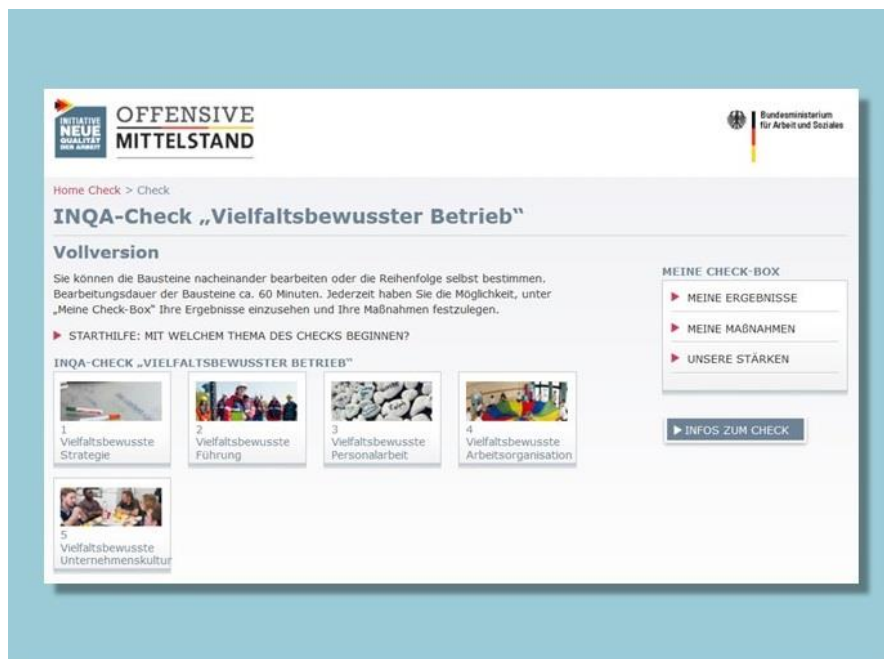 INITIATIVE
NEUE
QUALITÄT
DER ARBEIT
OFFENSIVE
MITTELSTAND
Bundesministerium
für Arbeit und Soziales
Home Check > Check
INQA-Check „Vielfaltsbewusster Betrieb“
Vollversion
Sie können die Bausteine nacheinander bearbeiten oder die Reihenfolge selbst bestimmen.
Bearbeitungsdauer der Bausteine ca. 60 Minuten. Jederzeit haben Sie die Möglichkeit, unter
„Meine Check-Box“ Ihre Ergebnisse einzusehen und Ihre Maßnahmen festzulegen.
STARTHILFE: MIT WELCHEM THEMA DES CHECKS BEGINNEN?
INQA-CHECK „VIELFALTSBEWUSSTER BETRIEB“
1
Vielfaltsbewusste
Strategie
2
Vielfaltsbewusste
Führung
3
Vielfaltsbewusste
Personalarbeit
4
Vielfaltsbewusste
Arbeitsorganisation
5
Vielfaltsbewusste
Unternehmenskultur
MEINE CHECK-BOX
MEINE ERGEBNISSE
MEINE MAßNAHMEN
UNSERE STÄRKEN
INFOS ZUM CHECK